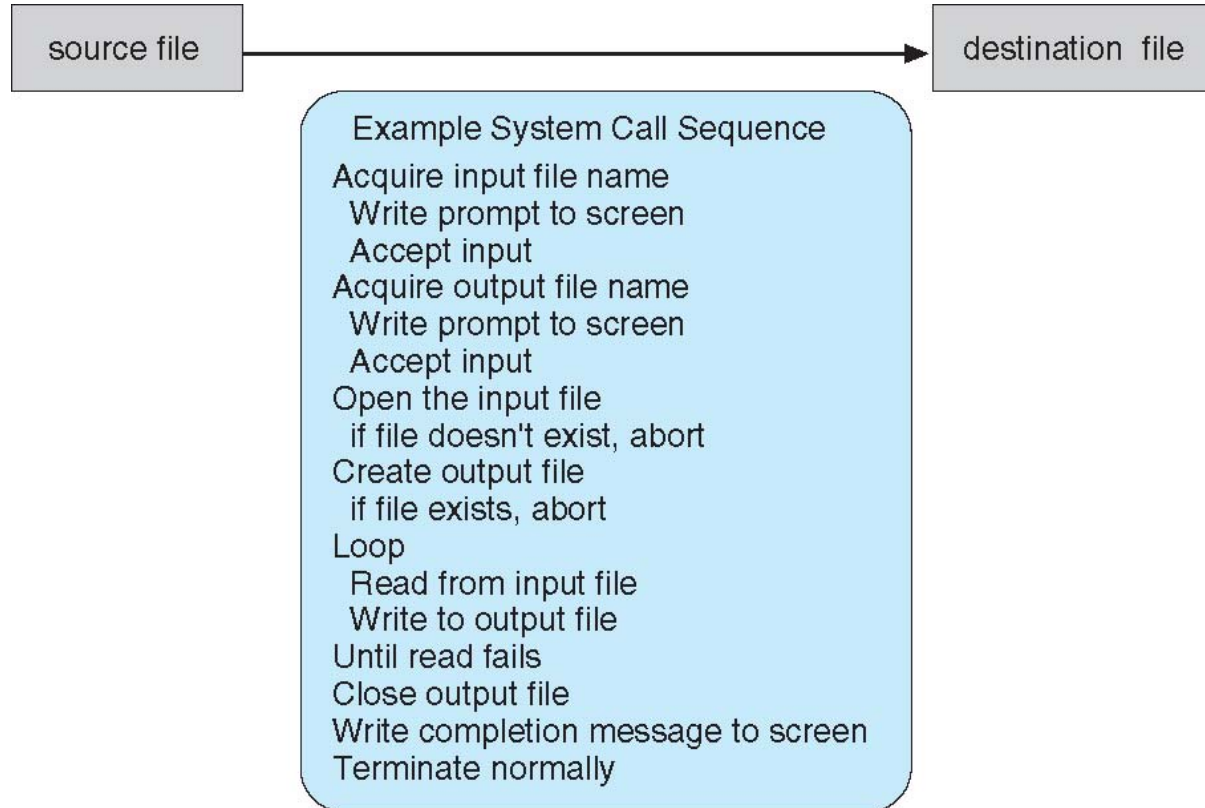 source file
destination file
Example System Call Sequence
Acquire input file name
Write prompt to screen
Accept input
Acquire output file name
Write prompt to screen
Accept input
Open the input file
if file doesn't exist, abort
Create output file
if file exists, abort
Loop
Read from input file
Write to output file
Until read fails
Close output file
Write completion message to screen
Terminate normally